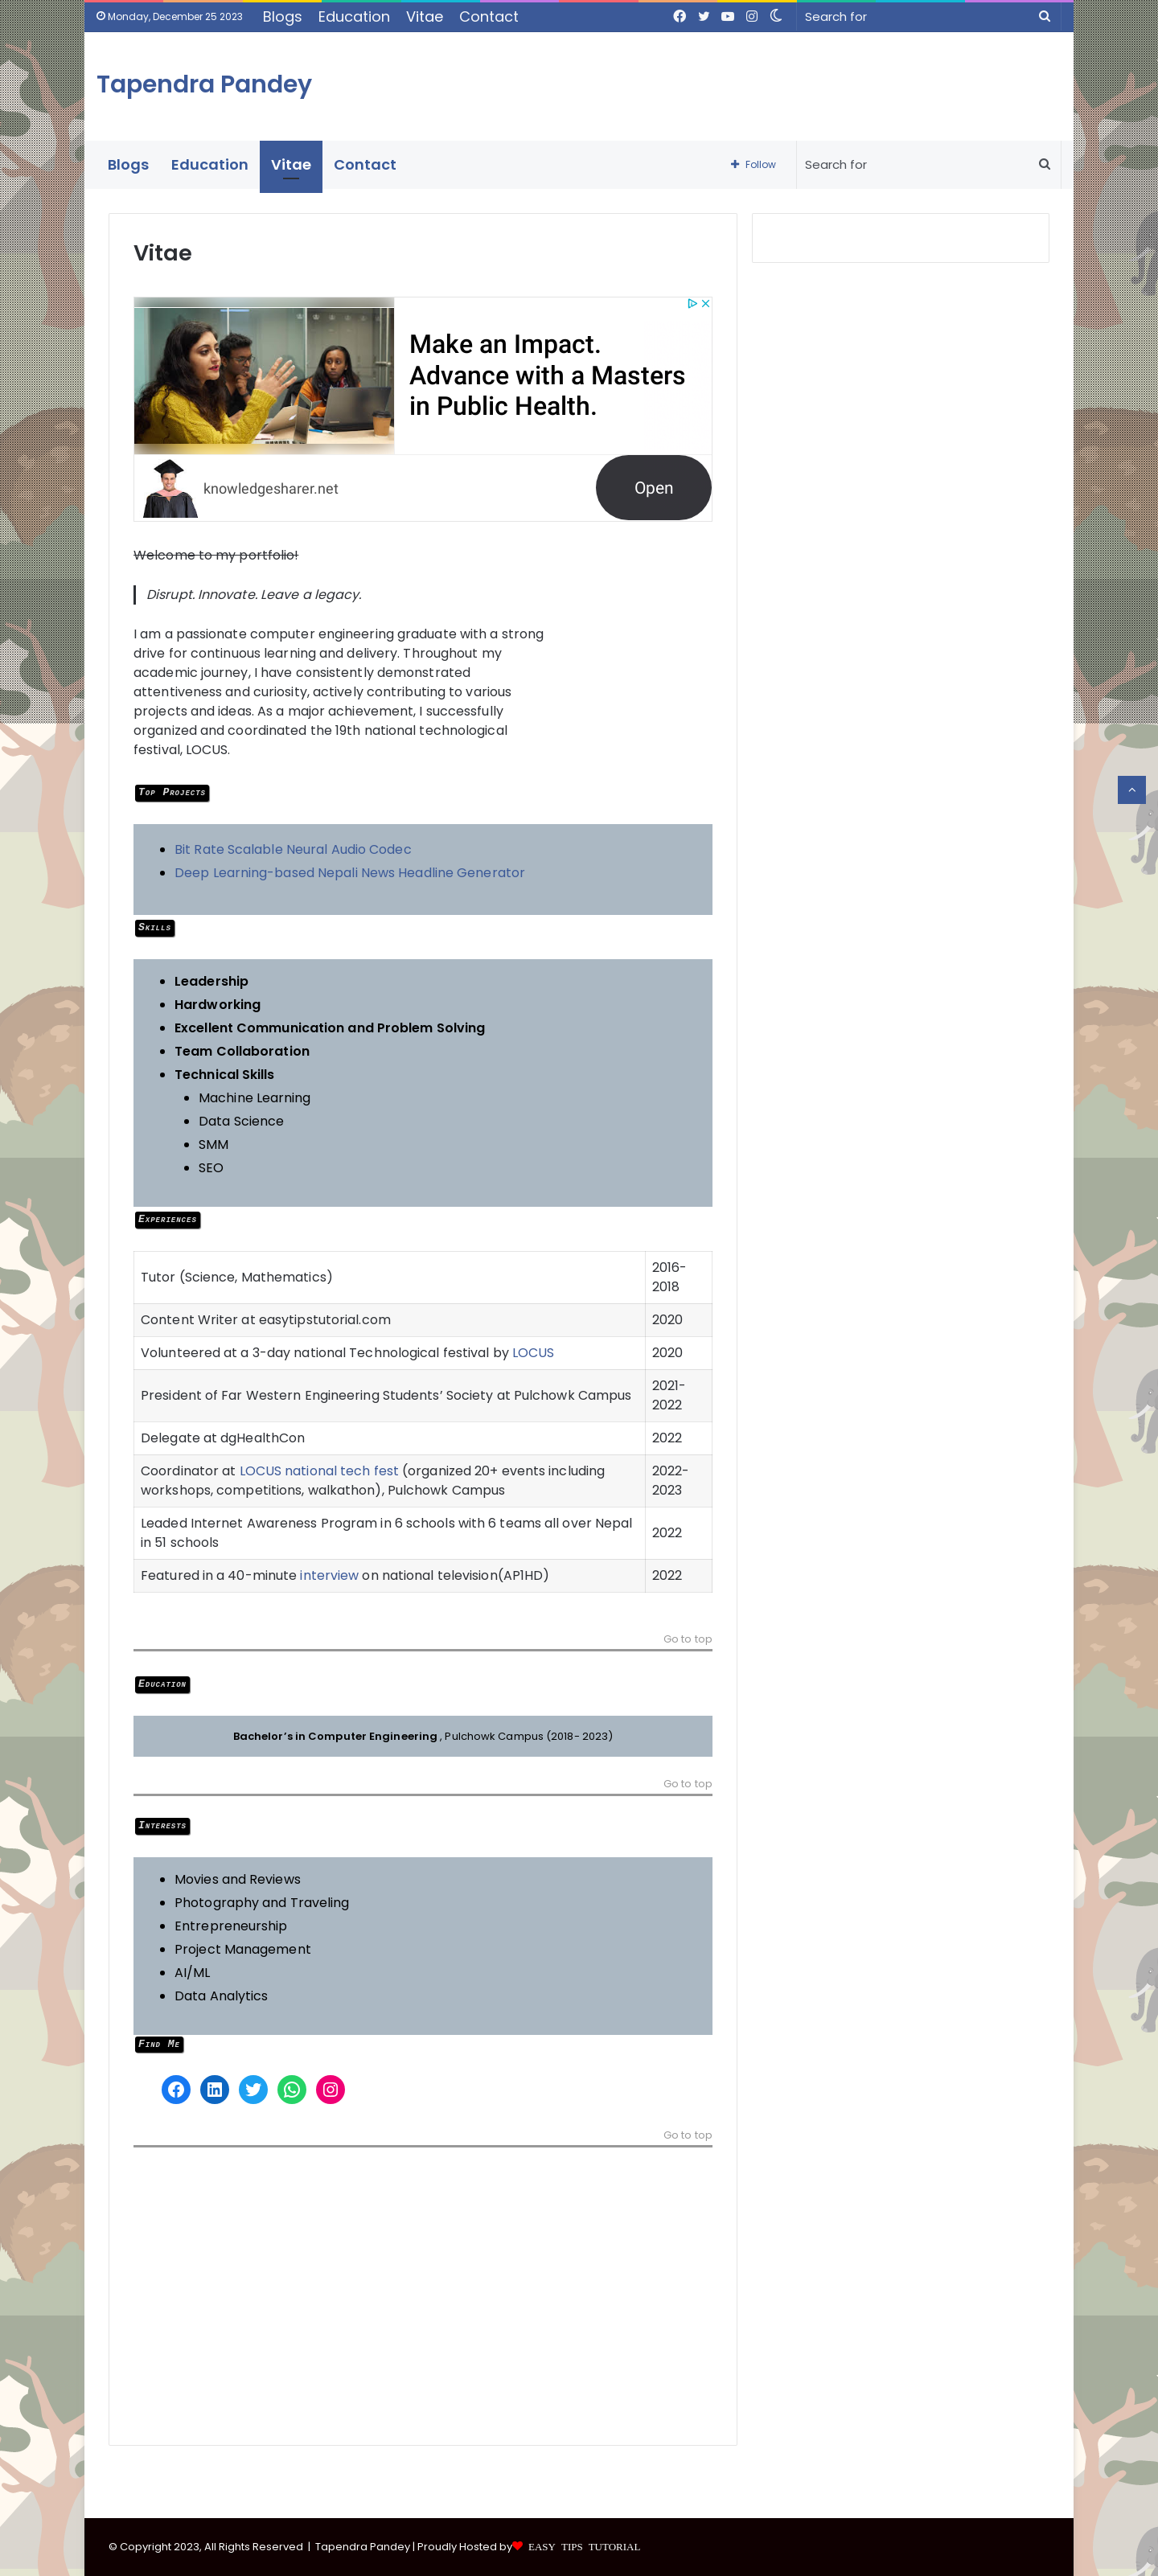 Monday, December 25 2023 Blogs Education Vitae Contact Search for
Tapendra Pandey
Blogs Education Vitae Contact Follow Search for
Vitae
Make an Impact.
Advance with a Masters
in Public Health.
knowledgesharer.net Open
Welcome to my portfolio!
Disrupt. Innovate. Leave a legacy.
I am a passionate computer engineering graduate with a strong
drive for continuous learning and delivery. Throughout my
academic journey, I have consistently demonstrated
attentiveness and curiosity, actively contributing to various
projects and ideas. As a major achievement, I successfully
organized and coordinated the 19th national technological
festival, LOCUS.
Top Projects
Bit Rate Scalable Neural Audio Codec
Deep Learning-based Nepali News Headline Generator
Skills
Leadership
Hardworking
Excellent Communication and Problem Solving
Team Collaboration
Technical Skills
Machine Learning
Data Science
SMM
SEO
Experiences
Tutor (Science, Mathematics) 2016-
2018
Content Writer at easytipstutorial.com 2020
Volunteered at a 3-day national Technological festival by LOCUS 2020
President of Far Western Engineering Students’ Society at Pulchowk Campus 2021-
2022
Delegate at dgHealthCon 2022
Coordinator at LOCUS national tech fest (organized 20+ events including 2022-
workshops, competitions, walkathon), Pulchowk Campus 2023
Leaded Internet Awareness Program in 6 schools with 6 teams all over Nepal
in 51 schools 2022
Featured in a 40-minute interview on national television(AP1HD) 2022
Go to top
Education
Bachelor’s in Computer Engineering , Pulchowk Campus (2018- 2023)
Go to top
Interests
Movies and Reviews
Photography and Traveling
Entrepreneurship
Project Management
AI/ML
Data Analytics
Find Me
Go to top
© Copyright 2023, All Rights Reserved | Tapendra Pandey | Proudly Hosted by EASY TIPS TUTORIAL